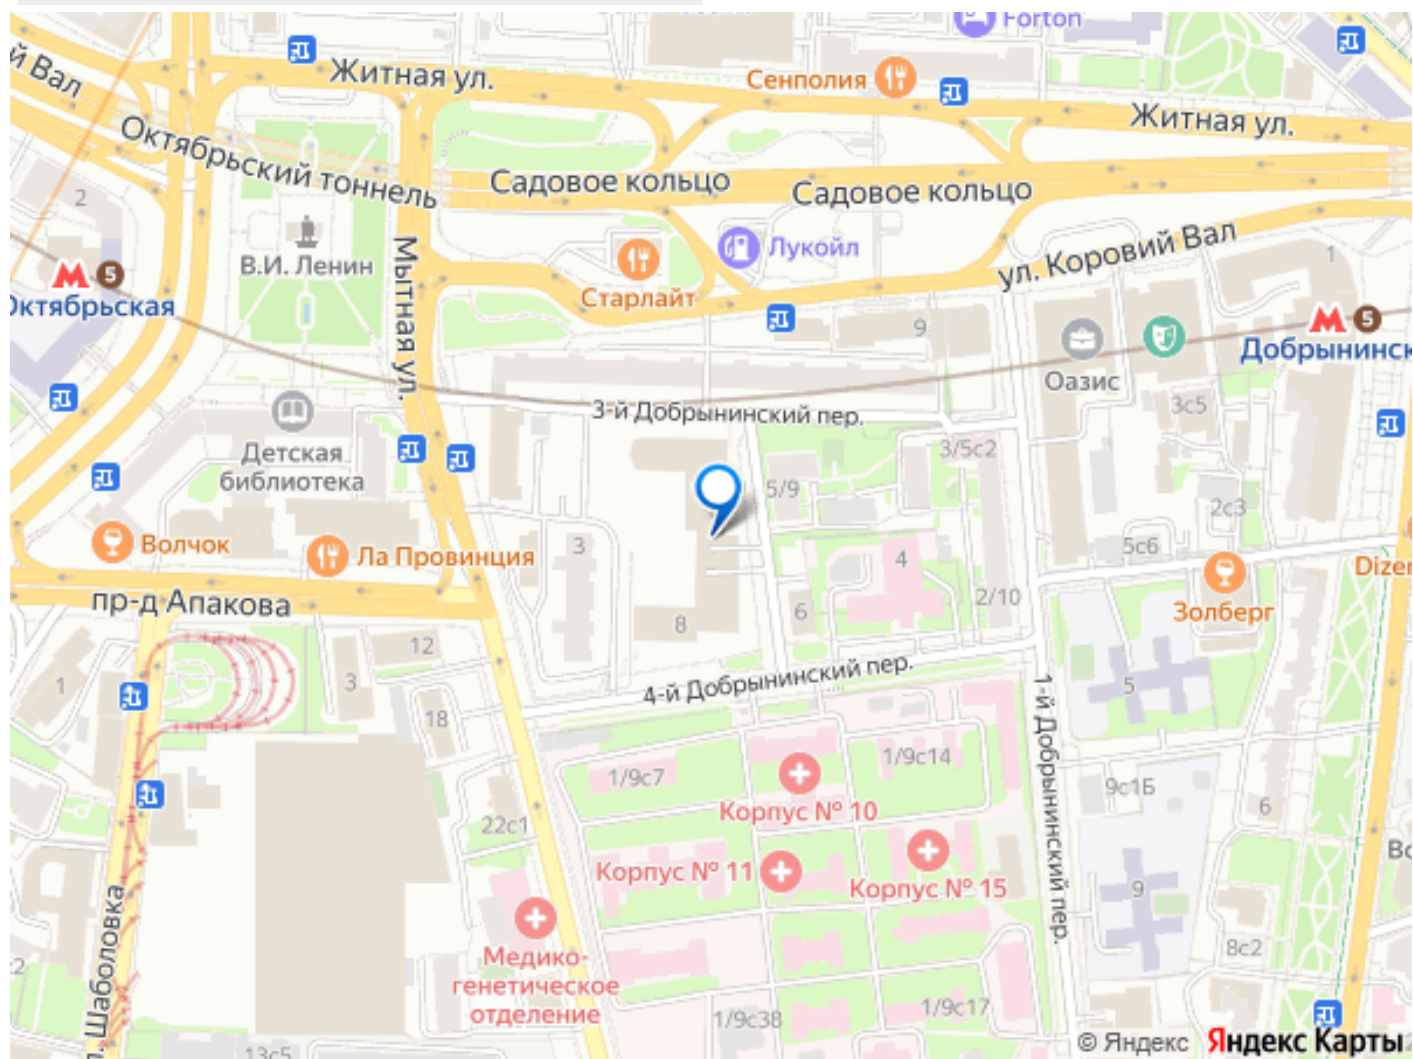 Forton
й Вал
Житная ул.
Сенполия
Житная ул.
Октябрьский тоннель
Садовое кольцо
Садовое кольцо
2
В.И. Ленин
Мытная ул.
Лукойл
ул. Коровий Вал
1
5
Октябрьская
Старлайт
9
5
Добрынинск
Оазис
3-й Добрынинский пер.
3с5
Детская
библиотека
3/5с2
5/9
2с3
Волчок
Ла Провинция
3
4
5с6
Dizer
пр-д Апакова
8
6
2/10
Золберг
12
1
3
4-й Добрынинский пер.
5
18
1-й Добрынинский пер.
1/9с7
1/9с14
Корпус № 10
9с1Б
6
22с1
Корпус № 11
Корпус № 15
Вс
9
Шаболовка
Медико-
генетическое
отделение
8с2
2
1/9с38
1/9с17
13с5
© Яндекс Яндекс Карты